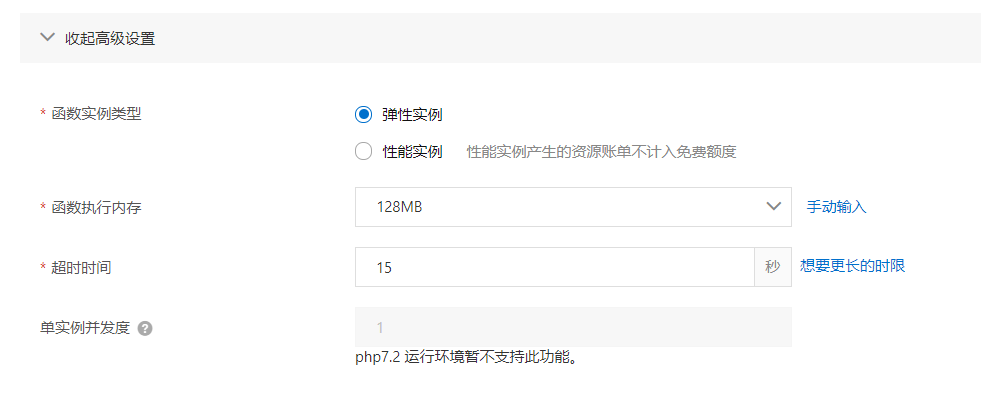 收起高级设置
* 函数实例类型
弹性实例
性能实例 性能实例产生的资源账单不计入免费额度
* 函数执行内存 128MB 手动输入
* 超时时间 15 秒 想要更长的时限
单实例并发度 ? 1
php7.2 运行环境暂不支持此功能。